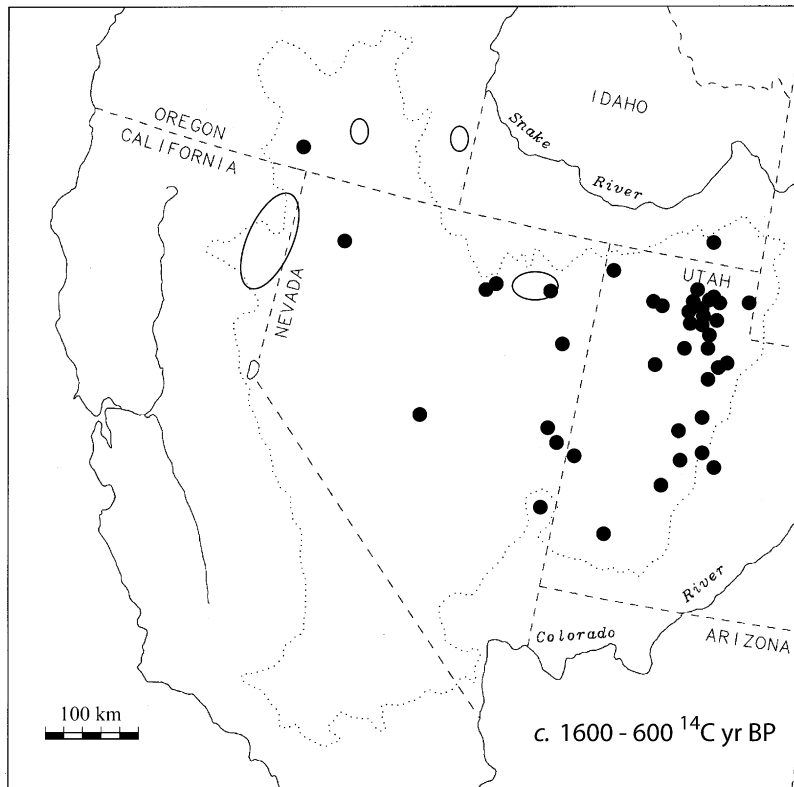 OREGON
CALIFORNIA
IDAHO
Snake
River
NEVADA
UTAH
River
Colorado
ARIZONA
100 km
c. 1600 - 600 ¹⁴C yr BP